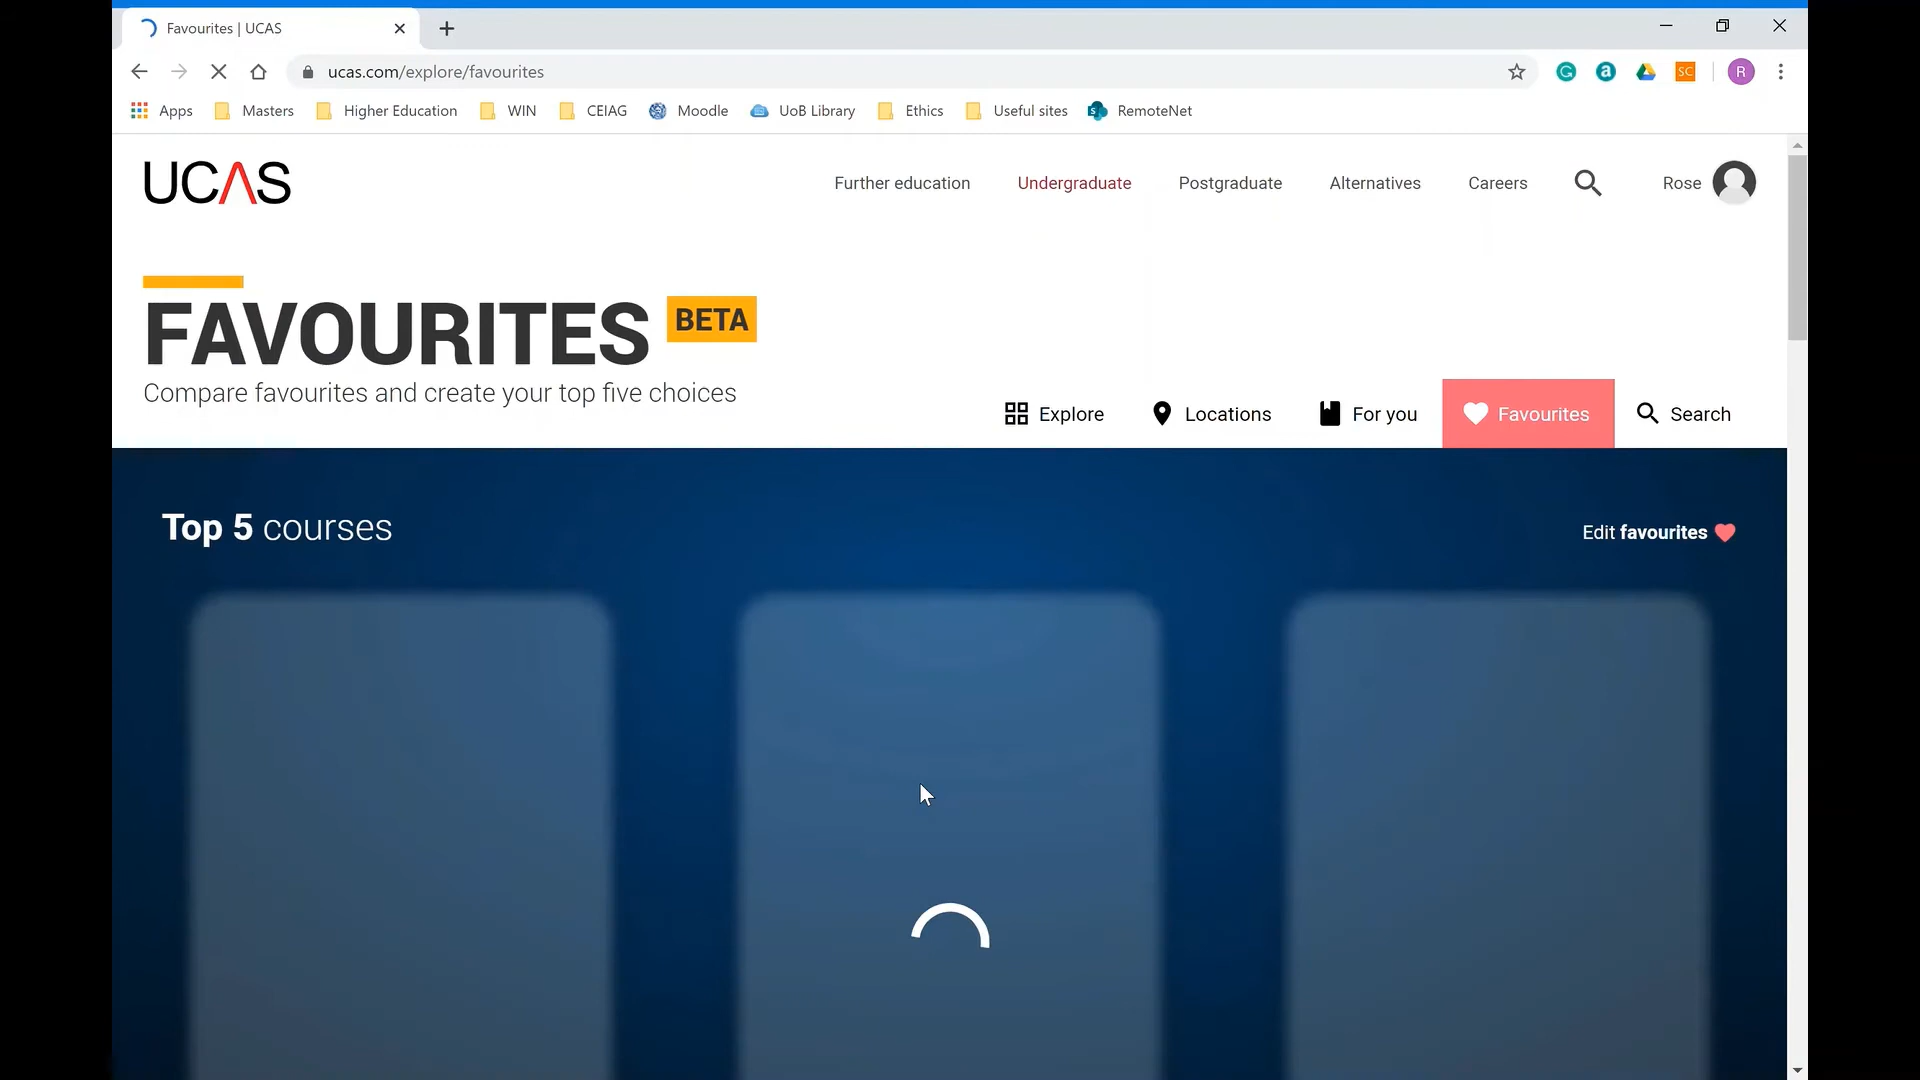 Favourites | UCAS
ucas.com/explore/favourites
SC
R
Apps
Masters
Higher Education
WIN
CEIAG
Moodle
UoB Library
Ethics
Useful sites
RemoteNet
UCAS
Further education
Undergraduate
Postgraduate
Alternatives
Careers
Rose
FAVOURITES BETA
Compare favourites and create your top five choices
Explore
Locations
For you
Favourites
Search
Top 5 courses
Edit favourites